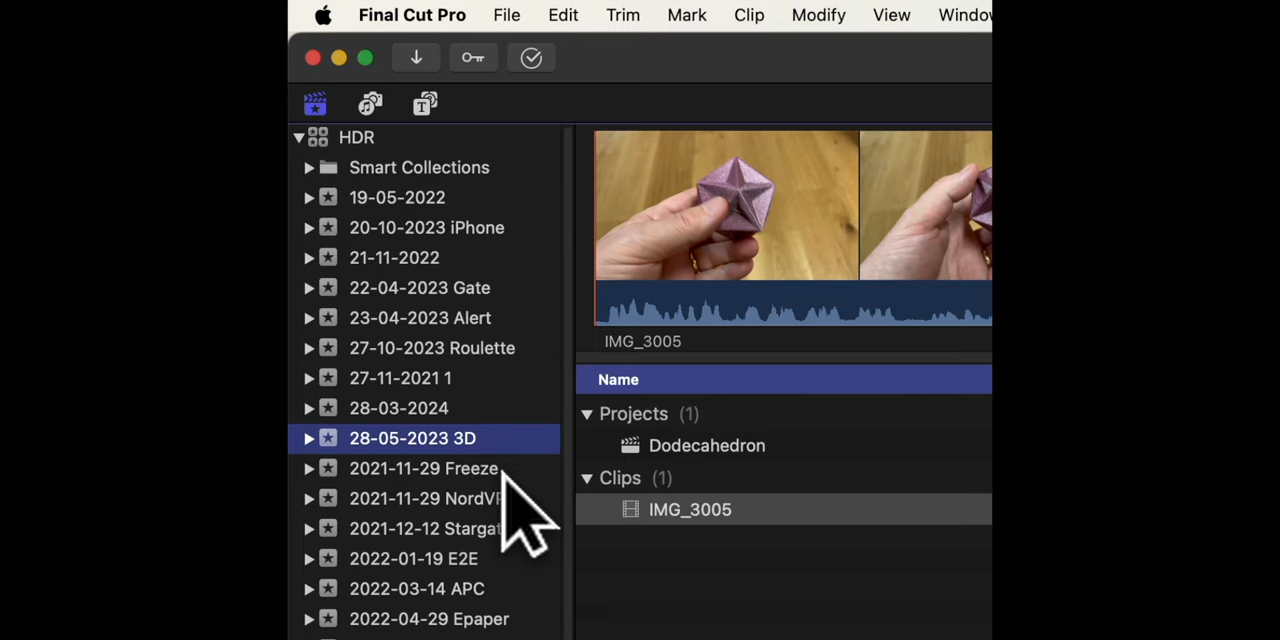 Final Cut Pro File Edit Trim Mark Clip Modify View
HDR
Smart Collections
19-05-2022
20-10-2023 iPhone
21-11-2022
22-04-2023 Gate
23-04-2023 Alert
27-10-2023 Roulette
27-11-2021 1
28-03-2024
28-05-2023 3D
2021-11-29 Freeze
2021-11-29
2021-12-12
2022-01-19 E2E
2022-03-14 APC
2022-04-29 Epaper
IMG_3005
Name
Projects (1)
Dodecahedron
Clips (1)
IMG_3005